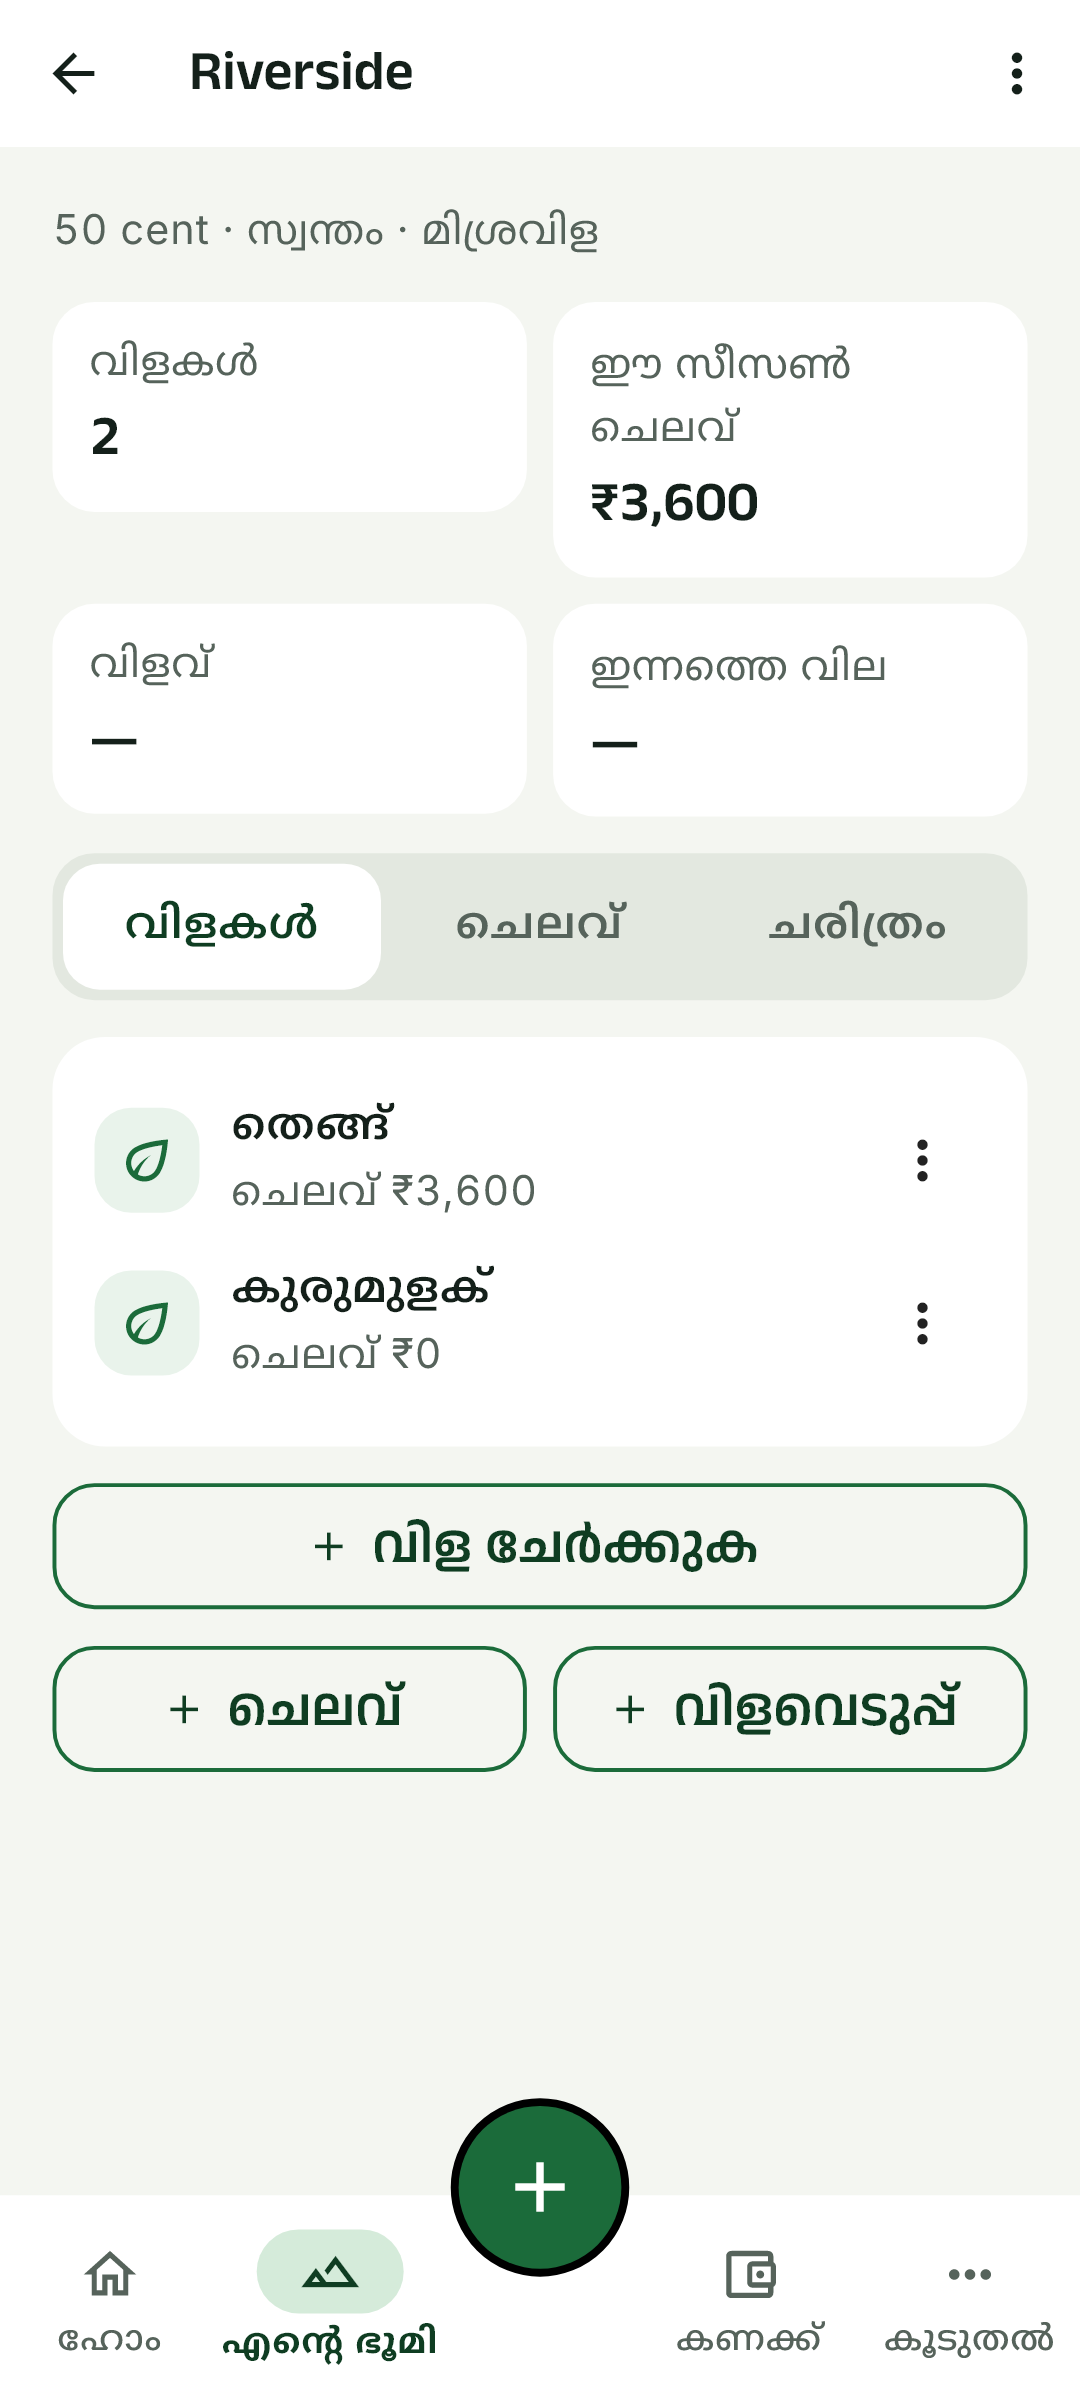 Riverside
50 cent · സ്വന്തം · മിശ്രവിള
വിളകൾ
2
ഈ സീസൺ
ചെലവ്
₹3,600
വിളവ്
—
ഇന്നത്തെ വില
—
വിളകൾ
ചെലവ്
ചരിത്രം
തെങ്ങ്
ചെലവ് ₹3,600
കുരുമുളക്
ചെലവ് ₹0
+ വിള ചേർക്കുക
+ ചെലവ്
+ വിളവെടുപ്പ്
ഹോം
എന്റെ ഭൂമി
കണക്ക്
കൂടുതൽ